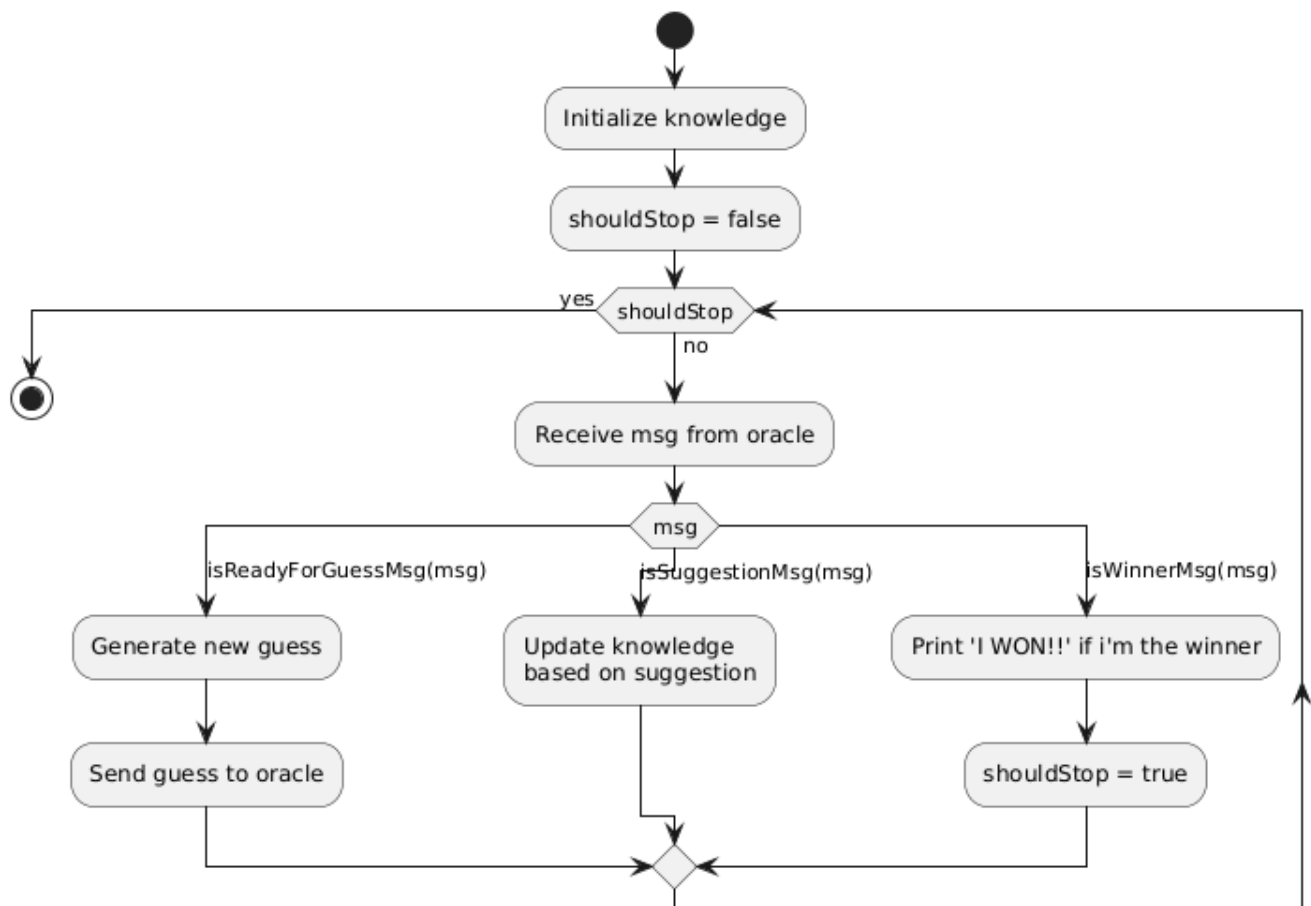 Initialize knowledge
shouldStop = false
yes
shouldStop
no
Receive msg from oracle
msg
isReadyForGuessMsg(msg)
isSuggestionMsg(msg)
isWinnerMsg(msg)
Generate new guess
Update knowledge
based on suggestion
Print 'I WON!!' if i'm the winner
Send guess to oracle
shouldStop = true